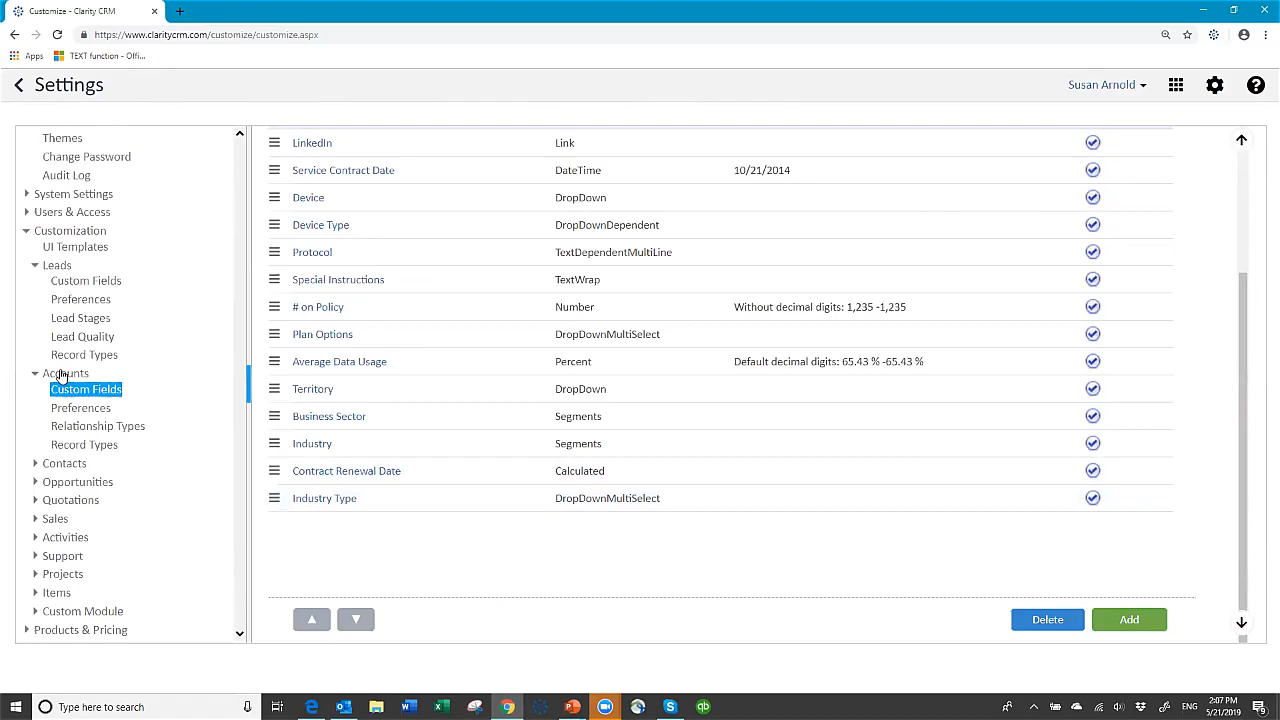 Customize - Clarity CRM
https://www.claritycrm.com/customize/customize.aspx
Apps TEXT function - Offi...
Settings
Susan Arnold
Themes
Change Password
Audit Log
System Settings
Users & Access
Customization
UI Templates
Leads
Custom Fields
Preferences
Lead Stages
Lead Quality
Record Types
Accounts
Custom Fields
Preferences
Relationship Types
Record Types
Contacts
Opportunities
Quotations
Sales
Activities
Support
Projects
Items
Custom Module
Products & Pricing
LinkedIn Link
Service Contract Date DateTime 10/21/2014
Device DropDown
Device Type DropDownDependent
Protocol TextDependentMultiLine
Special Instructions TextWrap
# on Policy Number Without decimal digits: 1,235 -1,235
Plan Options DropDownMultiSelect
Average Data Usage Percent Default decimal digits: 65.43 % -65.43 %
Territory DropDown
Business Sector Segments
Industry Segments
Contract Renewal Date Calculated
Industry Type DropDownMultiSelect
Delete Add
Type here to search
ENG
2:07 PM
5/21/2019